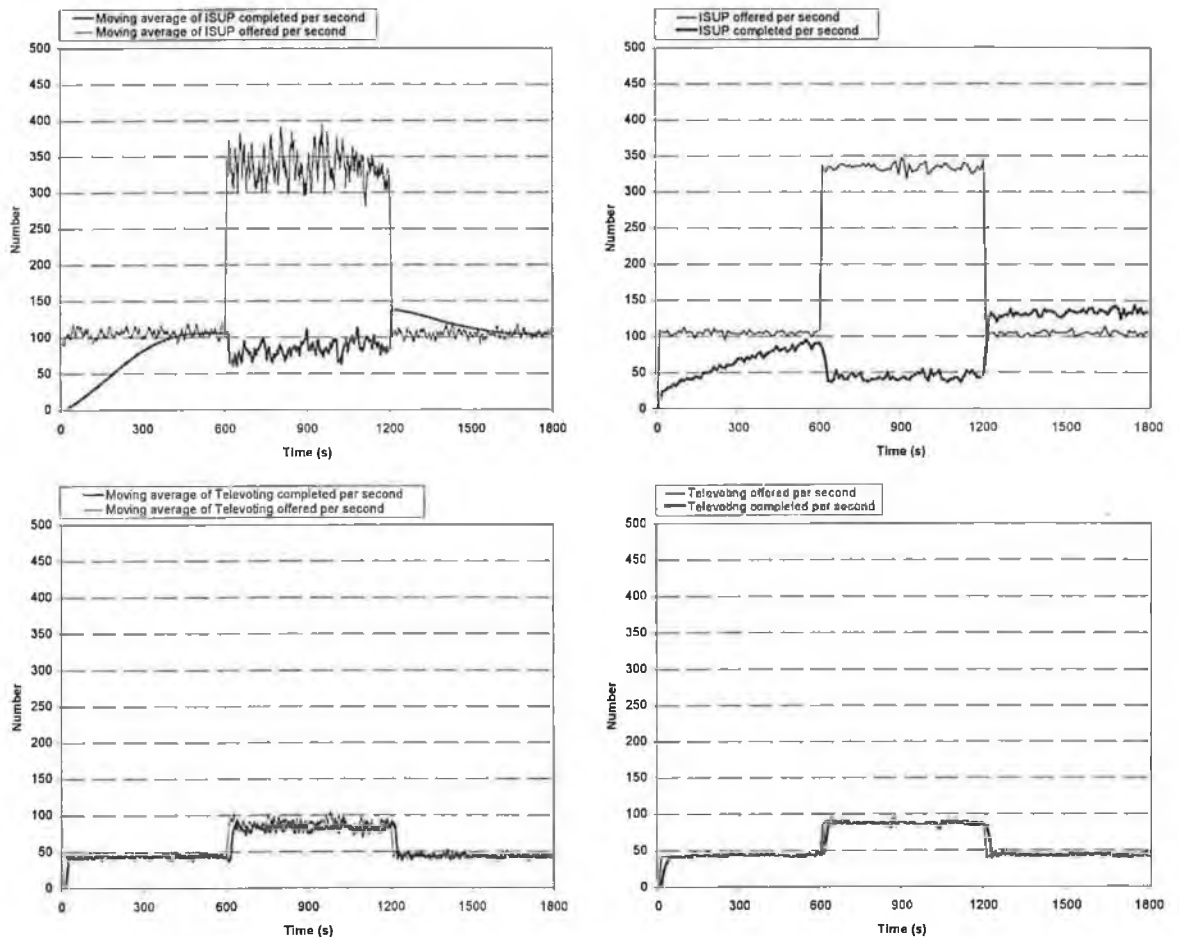 Moving average of ISUP completed per second
Moving average of ISUP offered per second
500
450
400
350
300
250
200
150
100
50
0
Number
0 300 600 900 1200 1500 1800
Time (s)
ISUP offered per second
ISUP completed per second
500
450
400
350
300
250
200
150
100
50
0
Number
0 300 600 900 1200 1500 1800
Time (s)
Moving average of Televoting completed per second
Moving average of Televoting offered per second
500
450
400
350
300
250
200
150
100
50
0
Number
0 300 600 900 1200 1500 1800
Time (s)
Televoting offered per second
Televoting completed per second
500
450
400
350
300
250
200
150
100
50
0
Number
0 300 600 900 1200 1500 1800
Time (s)